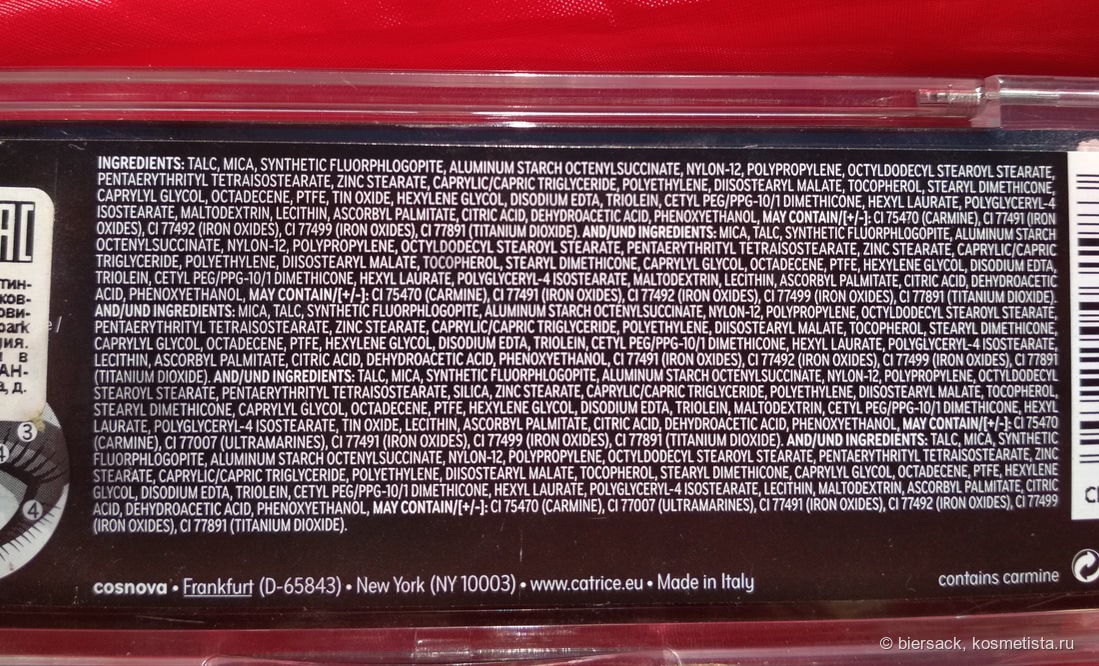 INGREDIENTS: TALC, MICA, SYNTHETIC FLUORPHLOGOPITE, ALUMINUM STARCH OCTENYLSUCCINATE, NYLON-12, POLYPROPYLENE, OCTYLDODECYL STEAROYL STEARATE,
PENTAERYTHRITYL TETRAISOSTEARATE, ZINC STEARATE, CAPRYLIC/CAPRIC TRIGLYCERIDE, POLYETHYLENE, DIISOSTEARYL MALATE, TOCOPHEROL, STEARYL DIMETHICONE,
CAPRYLYL GLYCOL, OCTADECENE, PTFE, TIN OXIDE, HEXYLENE GLYCOL, DISODIUM EDTA, TRIOLEIN, CETYL PEG/PPG-10/1 DIMETHICONE, HEXYL LAURATE, POLYGLYCERYL-4
ISOSTEARATE, MALTODEXTRIN, LECITHIN, ASCORBYL PALMITATE, CITRIC ACID, DEHYDROACETIC ACID, PHENOXYETHANOL, MAY CONTAIN/[+/-]: CI 75470 (CARMINE), CI 77491 (IRON
OXIDES), CI 77492 (IRON OXIDES), CI 77499 (IRON OXIDES), CI 77891 (TITANIUM DIOXIDE). AND/UND INGREDIENTS: MICA, TALC, SYNTHETIC FLUORPHLOGOPITE, ALUMINUM STARCH
OCTENYLSUCCINATE, NYLON-12, POLYPROPYLENE, OCTYLDODECYL STEAROYL STEARATE, PENTAERYTHRITYL TETRAISOSTEARATE, ZINC STEARATE, CAPRYLIC/CAPRIC
TRIGLYCERIDE, POLYETHYLENE, DIISOSTEARYL MALATE, TOCOPHEROL, STEARYL DIMETHICONE, CAPRYLYL GLYCOL, OCTADECENE, PTFE, HEXYLENE GLYCOL, DISODIUM EDTA,
TRIOLEIN, CETYL PEG/PPG-10/1 DIMETHICONE, HEXYL LAURATE, POLYGLYCERYL-4 ISOSTEARATE, MALTODEXTRIN, LECITHIN, ASCORBYL PALMITATE, CITRIC ACID, DEHYDROACETIC
ACID, PHENOXYETHANOL, MAY CONTAIN/[+/-]: CI 75470 (CARMINE), CI 77491 (IRON OXIDES), CI 77492 (IRON OXIDES), CI 77499 (IRON OXIDES), CI 77891 (TITANIUM DIOXIDE).
AND/UND INGREDIENTS: MICA, TALC, SYNTHETIC FLUORPHLOGOPITE, ALUMINUM STARCH OCTENYLSUCCINATE, NYLON-12, POLYPROPYLENE, OCTYLDODECYL STEAROYL STEARATE,
PENTAERYTHRITYL TETRAISOSTEARATE, ZINC STEARATE, CAPRYLIC/CAPRIC TRIGLYCERIDE, POLYETHYLENE, DIISOSTEARYL MALATE, TOCOPHEROL, STEARYL DIMETHICONE,
CAPRYLYL GLYCOL, OCTADECENE, PTFE, HEXYLENE GLYCOL, DISODIUM EDTA, TRIOLEIN, CETYL PEG/PPG-10/1 DIMETHICONE, HEXYL LAURATE, POLYGLYCERYL-4 ISOSTEARATE,
LECITHIN, ASCORBYL PALMITATE, CITRIC ACID, DEHYDROACETIC ACID, PHENOXYETHANOL, CI 77491 (IRON OXIDES), CI 77492 (IRON OXIDES), CI 77499 (IRON OXIDES), CI 77891
(TITANIUM DIOXIDE). AND/UND INGREDIENTS: TALC, MICA, SYNTHETIC FLUORPHLOGOPITE, ALUMINUM STARCH OCTENYLSUCCINATE, NYLON-12, POLYPROPYLENE, OCTYLDODECYL
STEAROYL STEARATE, PENTAERYTHRITYL TETRAISOSTEARATE, SILICA, ZINC STEARATE, CAPRYLIC/CAPRIC TRIGLYCERIDE, POLYETHYLENE, DIISOSTEARYL MALATE, TOCOPHEROL,
STEARYL DIMETHICONE, CAPRYLYL GLYCOL, OCTADECENE, PTFE, HEXYLENE GLYCOL, DISODIUM EDTA, TRIOLEIN, MALTODEXTRIN, CETYL PEG/PPG-10/1 DIMETHICONE, HEXYL
LAURATE, POLYGLYCERYL-4 ISOSTEARATE, TIN OXIDE, LECITHIN, ASCORBYL PALMITATE, CITRIC ACID, DEHYDROACETIC ACID, PHENOXYETHANOL, MAY CONTAIN/[+/-]: CI 75470
(CARMINE), CI 77007 (ULTRAMARINES), CI 77491 (IRON OXIDES), CI 77499 (IRON OXIDES), CI 77891 (TITANIUM DIOXIDE). AND/UND INGREDIENTS: TALC, MICA, SYNTHETIC
FLUORPHLOGOPITE, ALUMINUM STARCH OCTENYLSUCCINATE, NYLON-12, POLYPROPYLENE, OCTYLDODECYL STEAROYL STEARATE, PENTAERYTHRITYL TETRAISOSTEARATE, ZINC
STEARATE, CAPRYLIC/CAPRIC TRIGLYCERIDE, POLYETHYLENE, DIISOSTEARYL MALATE, TOCOPHEROL, STEARYL DIMETHICONE, CAPRYLYL GLYCOL, OCTADECENE, PTFE, HEXYLENE
GLYCOL, DISODIUM EDTA, TRIOLEIN, CETYL PEG/PPG-10/1 DIMETHICONE, HEXYL LAURATE, POLYGLYCERYL-4 ISOSTEARATE, LECITHIN, MALTODEXTRIN, ASCORBYL PALMITATE, CITRIC
ACID, DEHYDROACETIC ACID, PHENOXYETHANOL, MAY CONTAIN/[+/-]: CI 75470 (CARMINE), CI 77007 (ULTRAMARINES), CI 77491 (IRON OXIDES), CI 77492 (IRON OXIDES), CI 77499
(IRON OXIDES), CI 77891 (TITANIUM DIOXIDE).
cosnova • Frankfurt (D-65843) • New York (NY 10003) • www.catrice.eu • Made in Italy
contains carmine
3
4
© biersack, kosmetista.ru